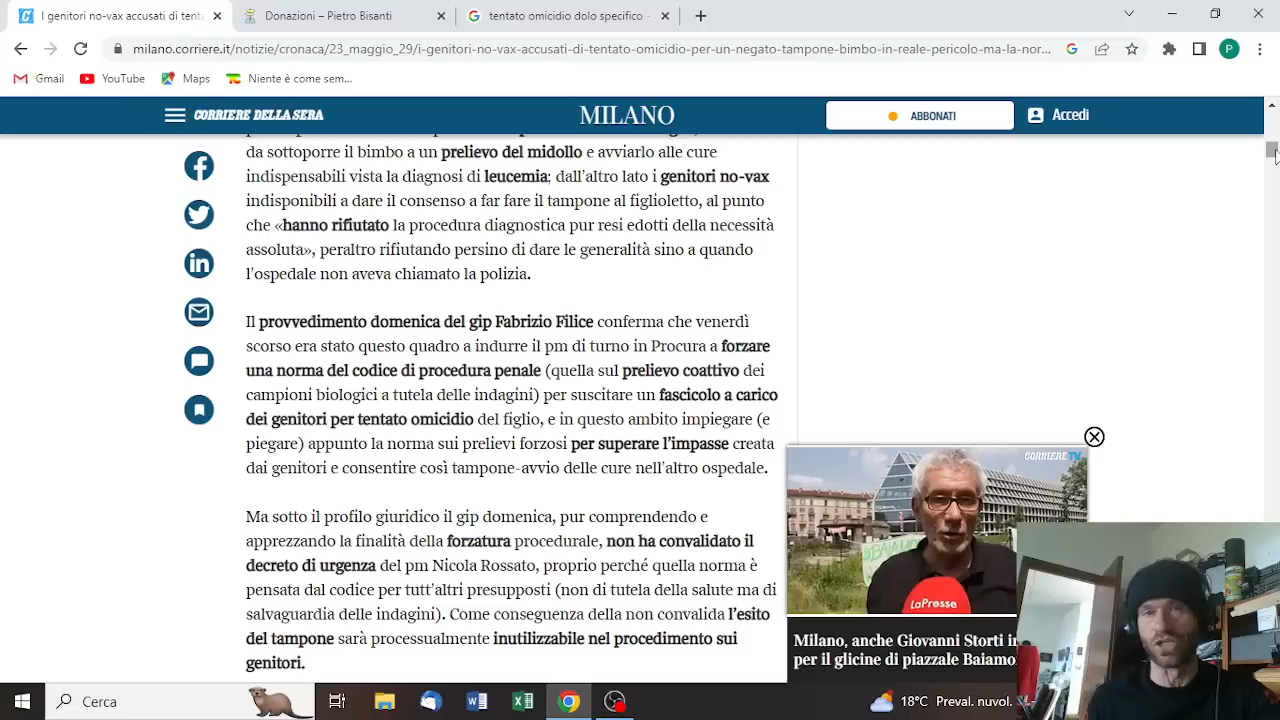 I genitori no-vax accusati di tenta
Donazioni – Pietro Bisanti
tentato omicidio dolo specifico -
milano.corriere.it/notizie/cronaca/23_maggio_29/i-genitori-no-vax-accusati-di-tentato-omicidio-per-un-negato-tampone-bimbo-in-reale-pericolo-ma-la-nor...
P
Gmail
YouTube
Maps
Niente è come sem...
CORRIERE DELLA SERA
MILANO
ABBONATI
Accedi
da sottoporre il bimbo a un prelievo del midollo e avviarlo alle cure
indispensabili vista la diagnosi di leucemia; dall'altro lato i genitori no-vax
indisponibili a dare il consenso a far fare il tampone al figlioletto, al punto
che «hanno rifiutato la procedura diagnostica pur resi edotti della necessità
assoluta», peraltro rifiutando persino di dare le generalità sino a quando
l'ospedale non aveva chiamato la polizia.
Il provvedimento domenica del gip Fabrizio Filice conferma che venerdì
scorso era stato questo quadro a indurre il pm di turno in Procura a forzare
una norma del codice di procedura penale (quella sul prelievo coattivo dei
campioni biologici a tutela delle indagini) per suscitare un fascicolo a carico
dei genitori per tentato omicidio del figlio, e in questo ambito impiegare (e
piegare) appunto la norma sui prelievi forzosi per superare l'impasse creata
dai genitori e consentire così tampone-avvio delle cure nell'altro ospedale.
Ma sotto il profilo giuridico il gip domenica, pur comprendendo e
apprezzando la finalità della forzatura procedurale, non ha convalidato il
decreto di urgenza del pm Nicola Rossato, proprio perché quella norma è
pensata dal codice per tutt'altri presupposti (non di tutela della salute ma di
salvaguardia delle indagini). Come conseguenza della non convalida l'esito
del tampone sarà processualmente inutilizzabile nel procedimento sui
genitori.
CORRIERE TV
LaPresse
Milano, anche Giovanni Storti i
per il glicine di piazzale Baiamo
Cerca
18°C Preval. nuvol.